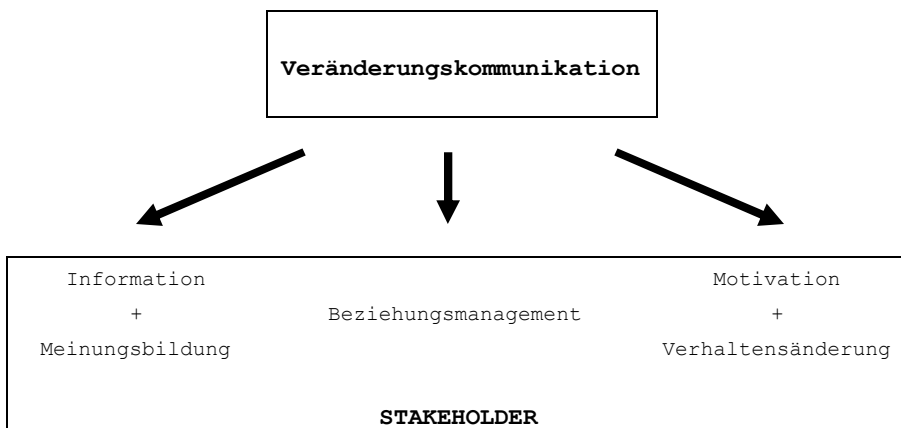 Veränderungskommunikation
Information
+
Meinungsbildung
Beziehungsmanagement
Motivation
+
Verhaltensänderung
STAKEHOLDER